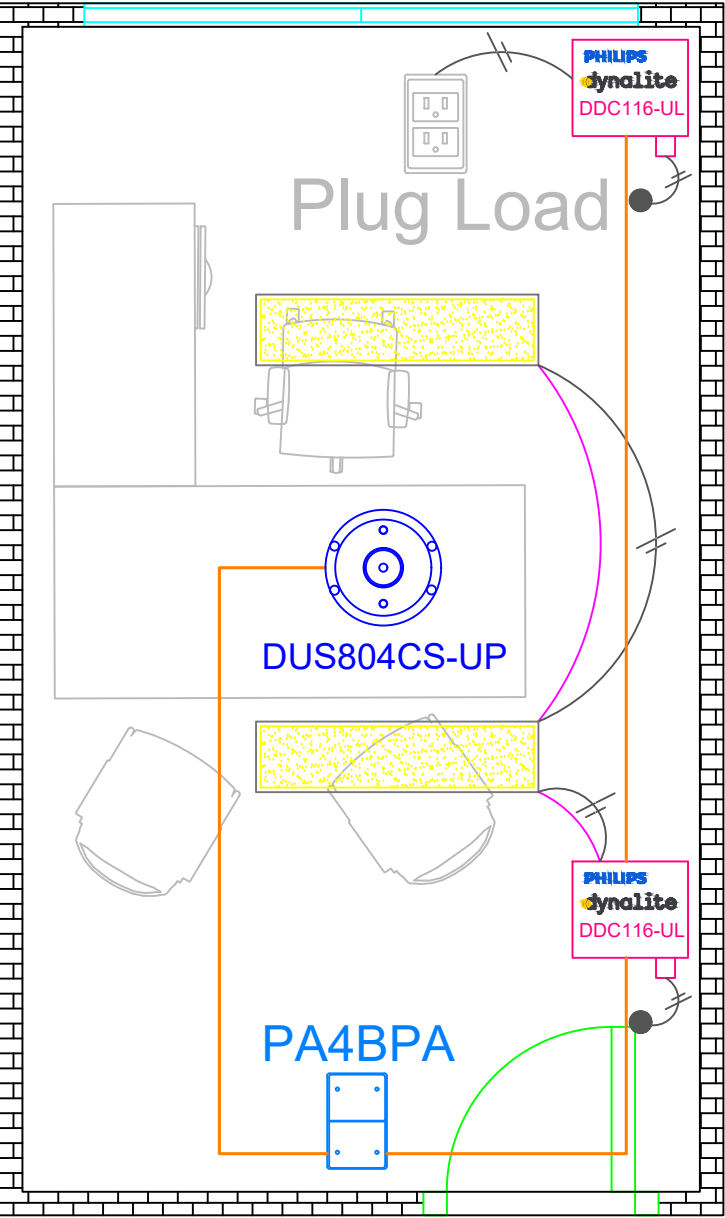 PHILIPS
dynalite
DDC116-UL
Plug Load
DUS804CS-UP
PHILIPS
dynalite
DDC116-UL
PA4BPA